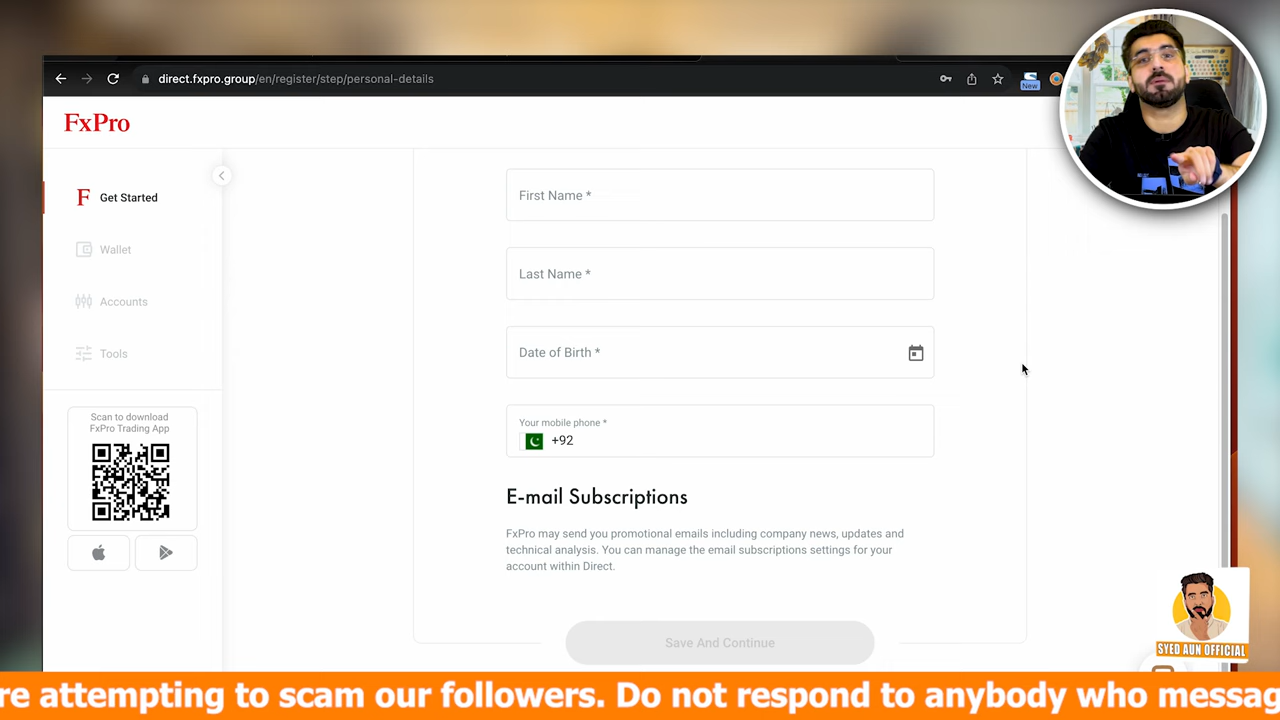 direct.fxpro.group/en/register/step/personal-details
New
FxPro
F Get Started
Wallet
Accounts
Tools
Scan to download
FxPro Trading App
First Name *
Last Name *
Date of Birth *
Your mobile phone *
+92
E-mail Subscriptions
FxPro may send you promotional emails including company news, updates and
technical analysis. You can manage the email subscriptions settings for your
account within Direct.
Save And Continue
SYED AUN OFFICIAL
re attempting to scam our followers. Do not respond to anybody who messag